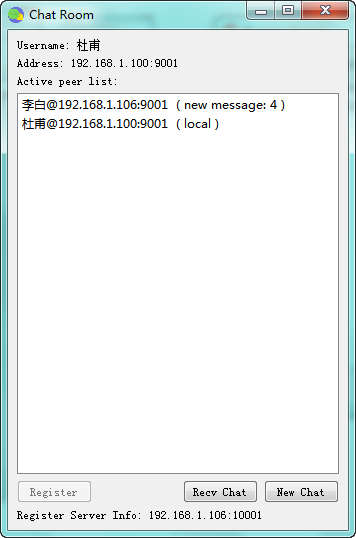 Chat Room
Username: 杜甫
Address: 192.168.1.100:9001
Active peer list:
李白@192.168.1.106:9001 ( new message: 4 )
杜甫@192.168.1.100:9001 ( local )
Register
Recv Chat
New Chat
Register Server Info: 192.168.1.106:10001